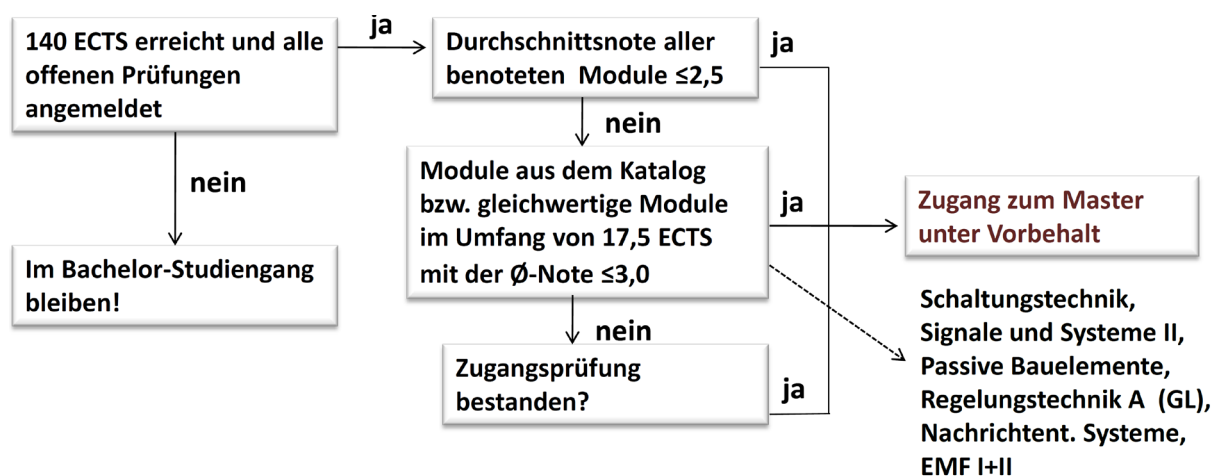 140 ECTS erreicht und alle
offenen Prüfungen
angemeldet
ja
Durchschnittsnote aller
benoteten Module ≤2,5
ja
nein
nein
Module aus dem Katalog
bzw. gleichwertige Module
im Umfang von 17,5 ECTS
mit der Ø-Note ≤3,0
ja
Zugang zum Master
unter Vorbehalt
Im Bachelor-Studiengang
bleiben!
nein
Zugangsprüfung
bestanden?
ja
Schaltungstechnik,
Signale und Systeme II,
Passive Bauelemente,
Regelungstechnik A (GL),
Nachrichtent. Systeme,
EMF I+II